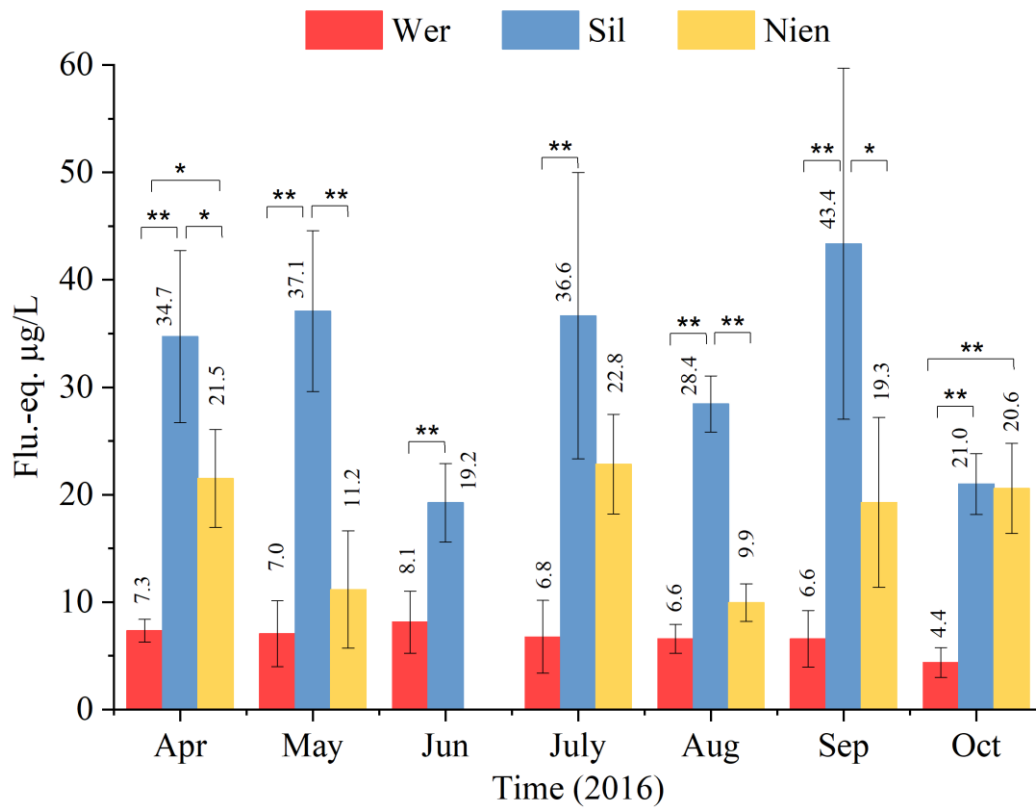 Wer Sil Nien
Flu.-eq. µg/L
60
50
40
30
20
10
0
* ** *
7.3 34.7 21.5
** **
7.0 37.1 11.2
**
8.1 19.2
**
6.8 36.6 22.8
** **
6.6 28.4 9.9
** *
6.6 43.4 19.3
** **
4.4 21.0 20.6
Apr May Jun July Aug Sep Oct
Time (2016)